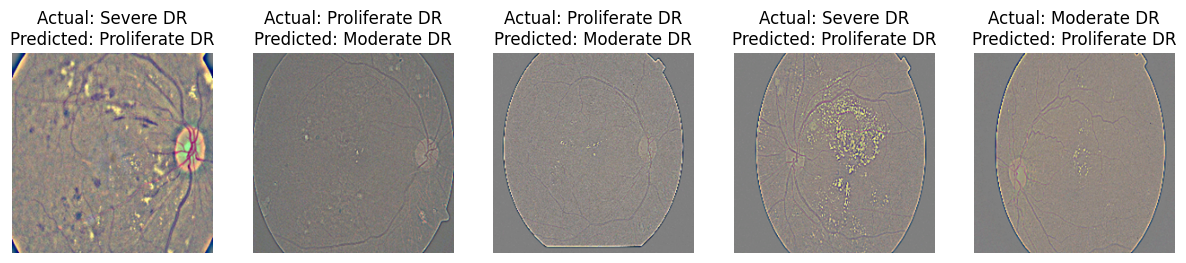 Actual: Severe DR
Predicted: Proliferate DR
Actual: Proliferate DR
Predicted: Moderate DR
Actual: Proliferate DR
Predicted: Moderate DR
Actual: Severe DR
Predicted: Proliferate DR
Actual: Moderate DR
Predicted: Proliferate DR